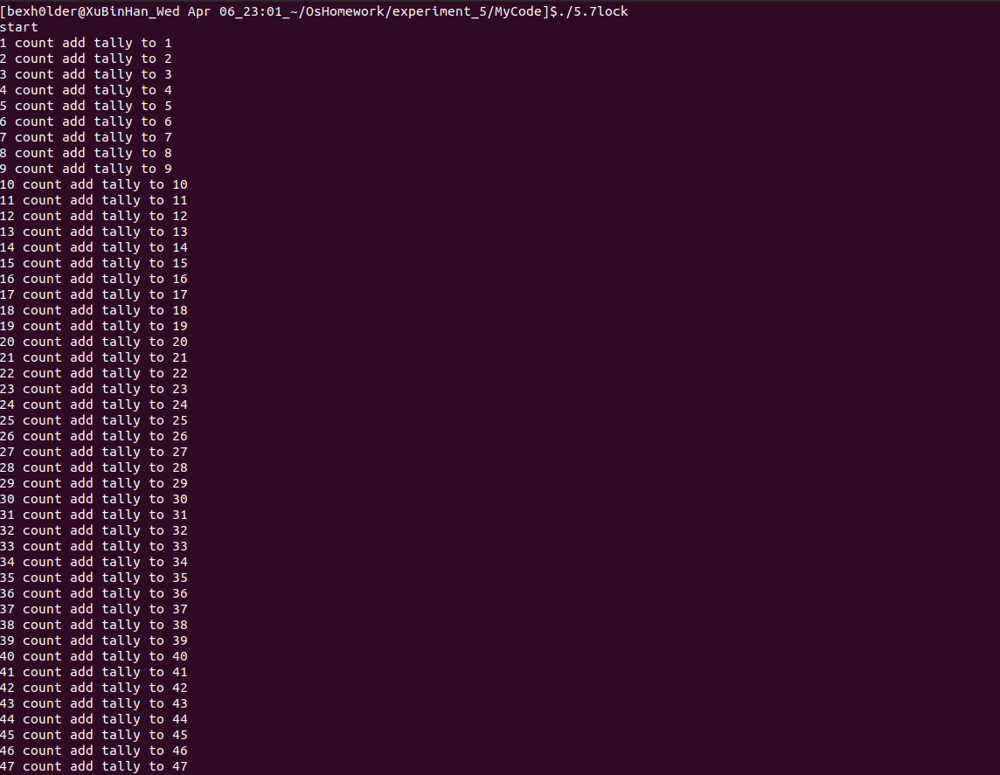 [bexh0lder@XuBinHan_Wed Apr 06_23:01_~/OsHomework/experiment_5/MyCode]$./5.7lock
start
1 count add tally to 1
2 count add tally to 2
3 count add tally to 3
4 count add tally to 4
5 count add tally to 5
6 count add tally to 6
7 count add tally to 7
8 count add tally to 8
9 count add tally to 9
10 count add tally to 10
11 count add tally to 11
12 count add tally to 12
13 count add tally to 13
14 count add tally to 14
15 count add tally to 15
16 count add tally to 16
17 count add tally to 17
18 count add tally to 18
19 count add tally to 19
20 count add tally to 20
21 count add tally to 21
22 count add tally to 22
23 count add tally to 23
24 count add tally to 24
25 count add tally to 25
26 count add tally to 26
27 count add tally to 27
28 count add tally to 28
29 count add tally to 29
30 count add tally to 30
31 count add tally to 31
32 count add tally to 32
33 count add tally to 33
34 count add tally to 34
35 count add tally to 35
36 count add tally to 36
37 count add tally to 37
38 count add tally to 38
39 count add tally to 39
40 count add tally to 40
41 count add tally to 41
42 count add tally to 42
43 count add tally to 43
44 count add tally to 44
45 count add tally to 45
46 count add tally to 46
47 count add tally to 47